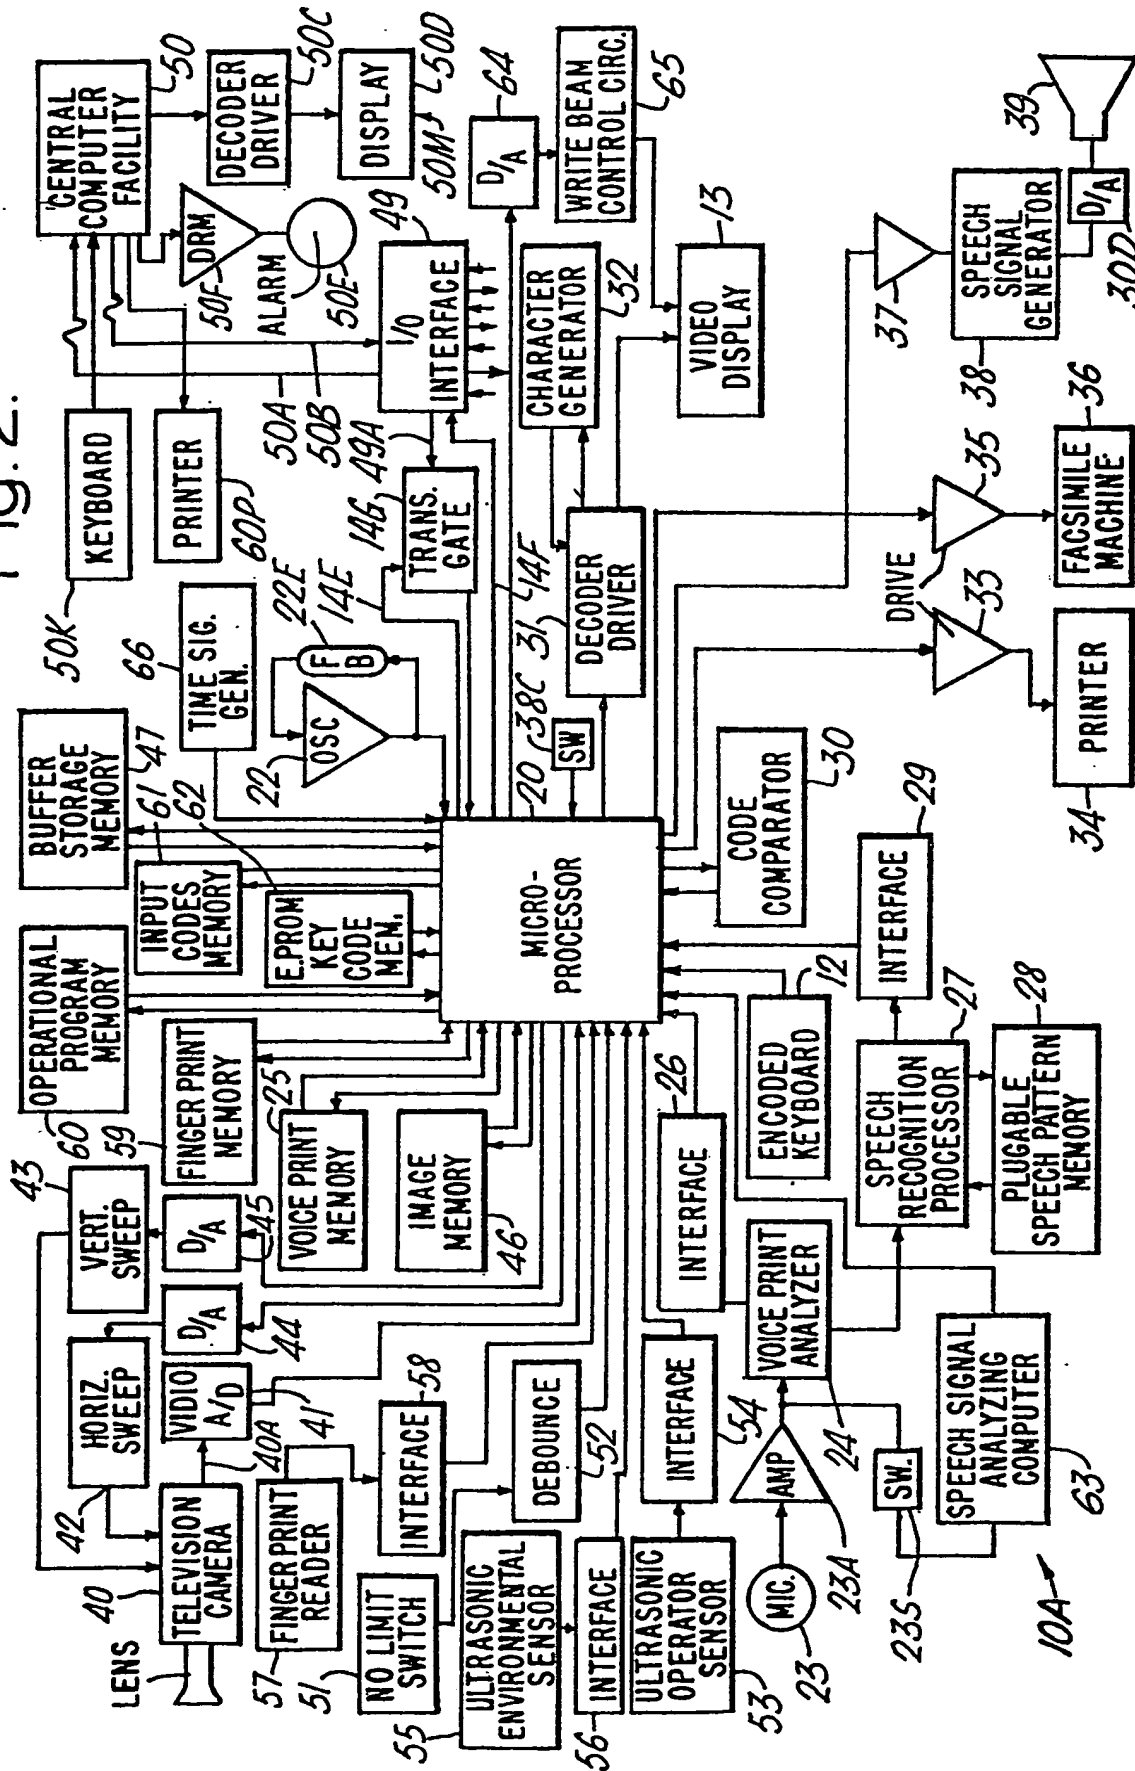 Fig. 2.
LENS
40
TELEVISION
CAMERA
42
HORIZ.
SWEEP
43
VERT.
SWEEP
40A
VIDIO
A/D
41
D/A
44
D/A
45
57
FINGER PRINT
READER
INTERFACE
58
51
NO LIMIT
SWITCH
DEBOUNCE
52
55
ULTRASONIC
ENVIRONMENTAL
SENSOR
56
INTERFACE
53
ULTRASONIC
OPERATOR
SENSOR
INTERFACE
54
23
MIC.
AMP
23A
23S
SW.
VOICE PRINT
ANALYZER
24
INTERFACE
26
SPEECH SIGNAL
ANALYZING
COMPUTER
63
10A
60
OPERATIONAL
PROGRAM
MEMORY
59
FINGER PRINT
MEMORY
25
VOICE PRINT
MEMORY
IMAGE
MEMORY
46
BUFFER
STORAGE
MEMORY
47
INPUT
CODES
MEMORY
61
E.PROM
KEY
CODE
MEM.
62
MICRO-
PROCESSOR
20
ENCODED
KEYBOARD
12
SPEECH
RECOGNITION
PROCESSOR
27
PLUGABLE
SPEECH PATTERN
MEMORY
28
INTERFACE
29
CODE
COMPARATOR
30
66
TIME SIG.
GEN.
22
OSC
F
B
22E
14E
14G
TRANS.
GATE
49A
14F
SW
38C
31
DECODER
DRIVER
CHARACTER
GENERATOR
32
VIDEO
DISPLAY
13
50K
KEYBOARD
PRINTER
60P
CENTRAL
COMPUTER
FACILITY
50
DECODER
DRIVER
50C
DISPLAY
50D
50M
DRM
50F
ALARM
50E
50A
50B
I/O
INTERFACE
49
D/A
64
WRITE BEAM
CONTROL CIRC.
65
DRIVE
33
PRINTER
34
35
FACSIMILE
MACHINE
36
37
SPEECH
SIGNAL
GENERATOR
38
D/A
30D
39